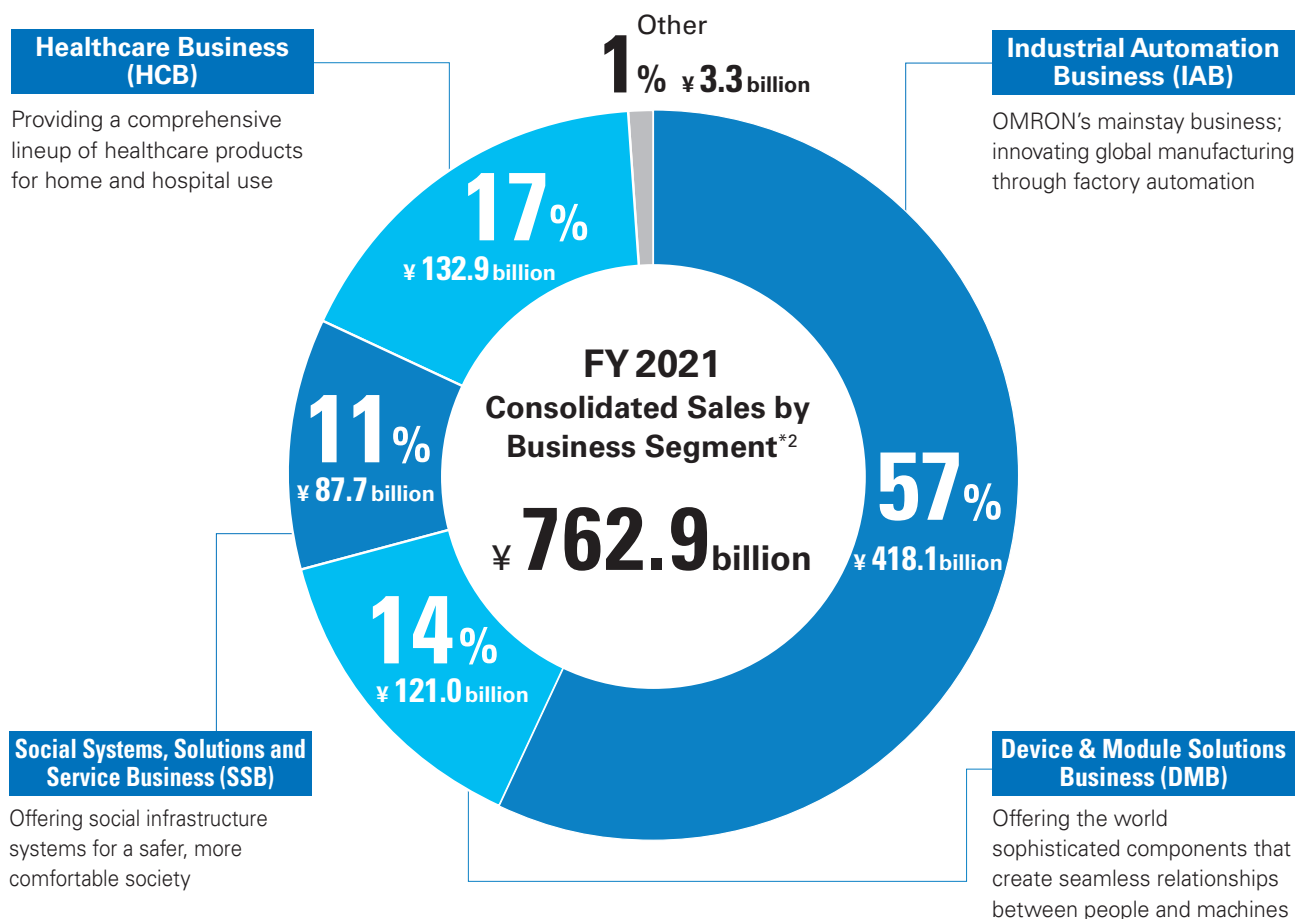 Other
1% ¥ 3.3 billion
Healthcare Business
(HCB)
Providing a comprehensive
lineup of healthcare products
for home and hospital use
Industrial Automation
Business (IAB)
OMRON's mainstay business;
innovating global manufacturing
through factory automation
17%
¥ 132.9 billion
11%
¥ 87.7 billion
14%
¥ 121.0 billion
57%
¥ 418.1 billion
FY 2021
Consolidated Sales by
Business Segment*2
¥ 762.9 billion
Social Systems, Solutions and
Service Business (SSB)
Offering social infrastructure
systems for a safer, more
comfortable society
Device & Module Solutions
Business (DMB)
Offering the world
sophisticated components that
create seamless relationships
between people and machines